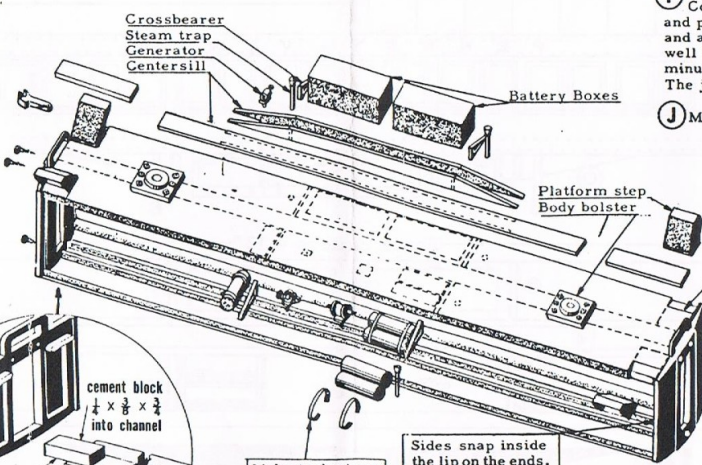 Crossbearer
Steam trap
Generator
Centersill
Battery Boxes
and p
and a
well
minu
The
J M
Platform step
Body bolster
cement block
1/4 x 3/8 x 3/4
into channel
Sides snap inside
the lip on the ends.